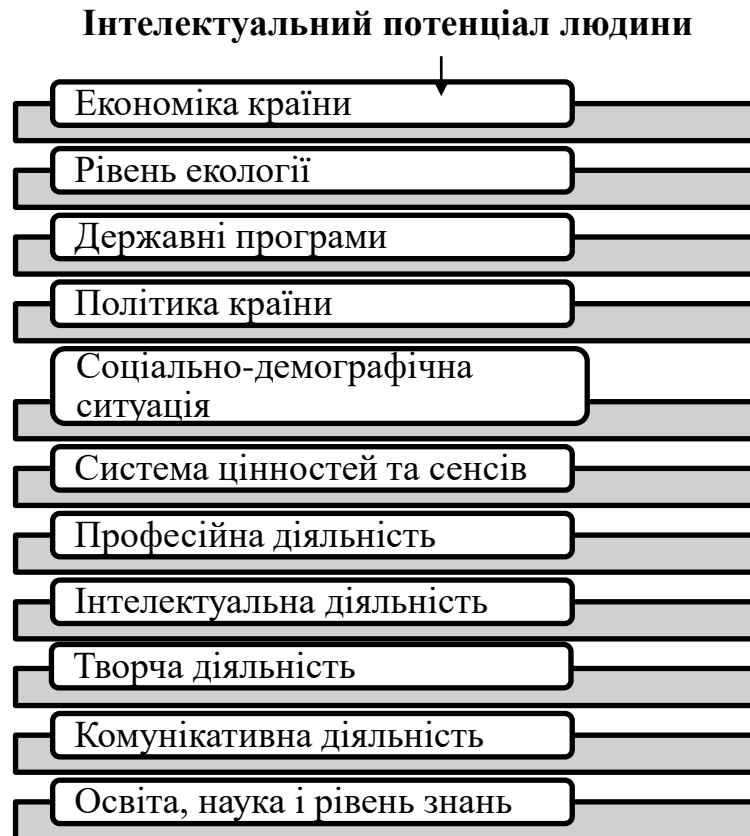 Інтелектуальний потенціал людини
Економіка країни
Рівень екології
Державні програми
Політика країни
Соціально-демографічна
ситуація
Система цінностей та сенсів
Професійна діяльність
Інтелектуальна діяльність
Творча діяльність
Комунікативна діяльність
Освіта, наука і рівень знань